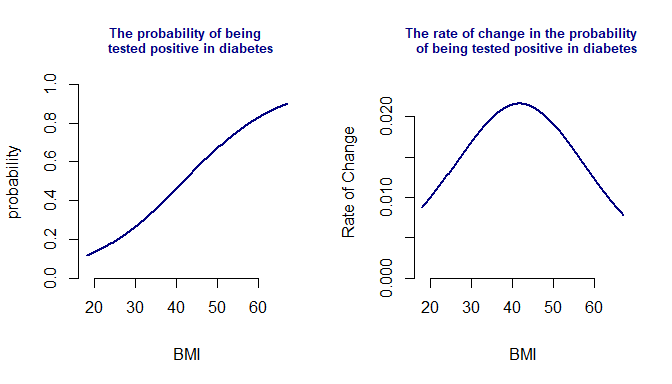 The probability of being
tested positive in diabetes
probability
0.0 0.2 0.4 0.6 0.8 1.0
20 30 40 50 60
BMI
The rate of change in the probability
of being tested positive in diabetes
Rate of Change
0.000 0.010 0.020
20 30 40 50 60
BMI